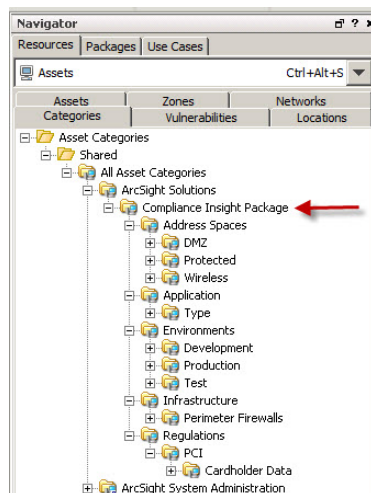 Navigator
Resources Packages Use Cases
Assets Ctrl+Alt+S
Assets Zones Networks
Categories Vulnerabilities Locations
Asset Categories
Shared
All Asset Categories
ArcSight Solutions
Compliance Insight Package
Address Spaces
DMZ
Protected
Wireless
Application
Type
Environments
Development
Production
Test
Infrastructure
Perimeter Firewalls
Regulations
PCI
Cardholder Data
ArcSight System Administration